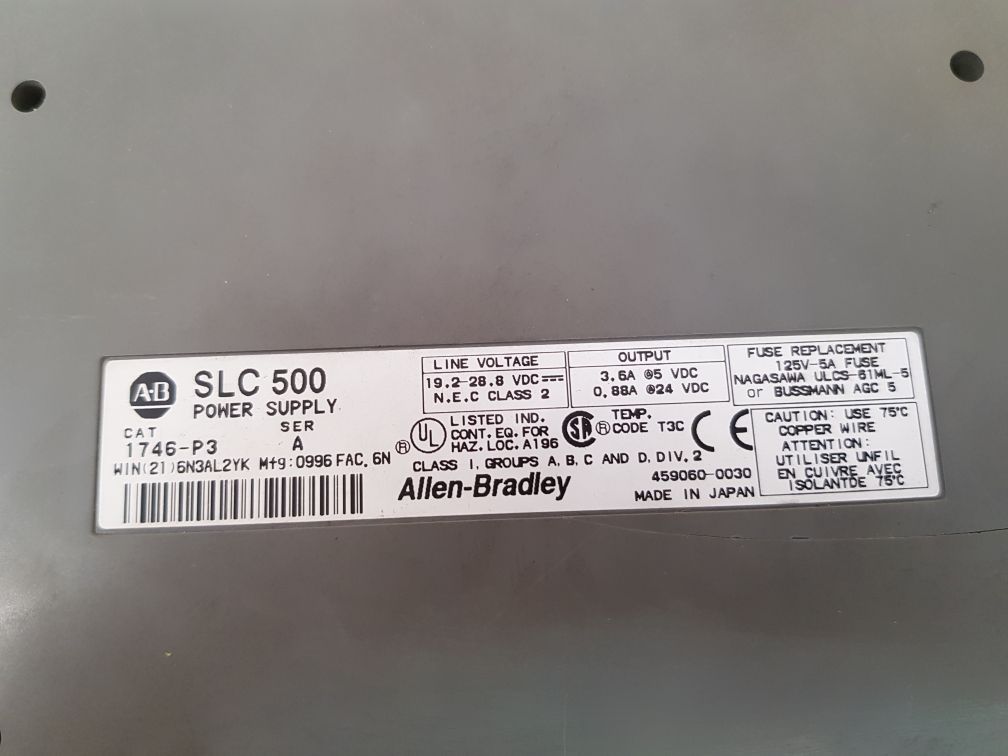 A·B
SLC 500
POWER SUPPLY
CAT
SER
1746-P3
A
WIN(21)6N3AL2YK Mfg:0996 FAC. 6N
LINE VOLTAGE
19.2-28.8 VDC
N.E.C CLASS 2
OUTPUT
3.6A @5 VDC
0.88A @24 VDC
FUSE REPLACEMENT
125V-5A FUSE
NAGASAWA ULCS-61ML-5
or BUSSMANN AGC 5
® UL
LISTED IND.
CONT. EQ. FOR
HAZ. LOC. A196
SA ®
TEMP.
CODE T3C
CE
CLASS I, GROUPS A, B, C AND D, DIV. 2
Allen-Bradley
459060-0030
MADE IN JAPAN
CAUTION: USE 75°C
COPPER WIRE
ATTENTION:
UTILISER UNFIL
EN CUIVRE AVEC
ISOLANTDE 75°C